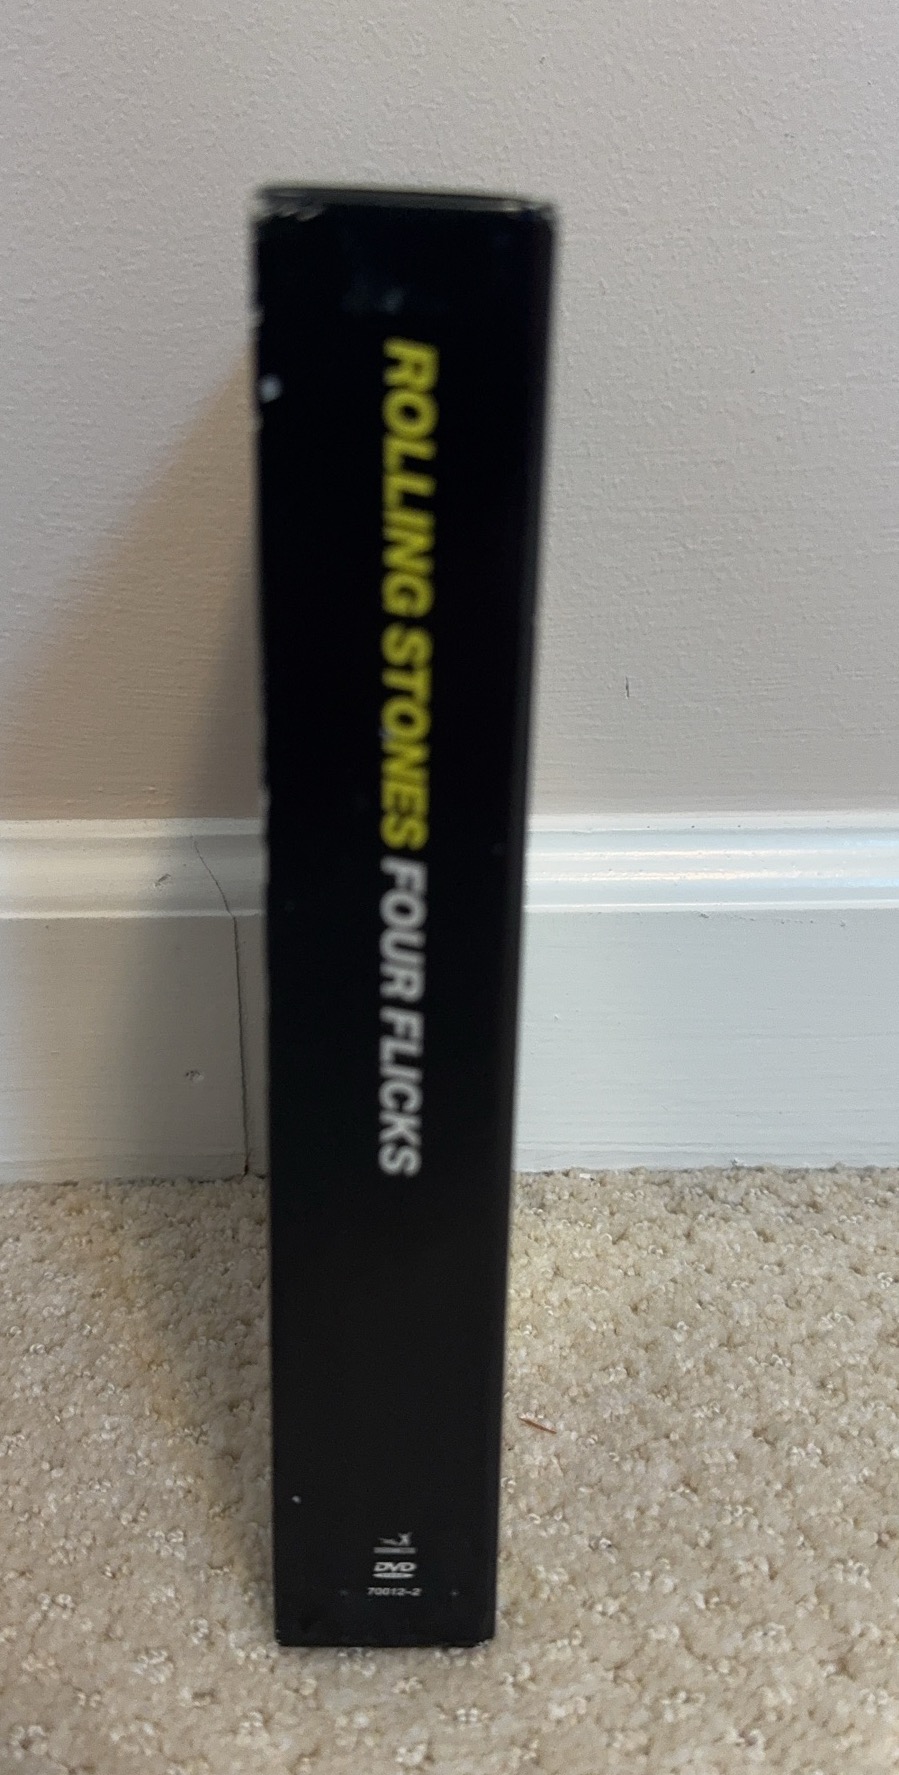 ROLLING STONES FOUR FLICKS
DVD
70012-2